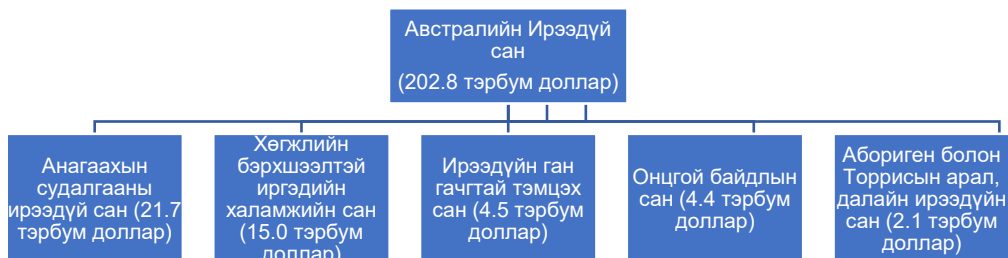 Австралийн Ирээдүй
сан
(202.8 тэрбум доллар)
Анагаахын
судалгааны
ирээдүй сан (21.7
тэрбум доллар)
Хөгжлийн
бэрхшээлтэй
иргэдийн
халамжийн сан
(15.0 тэрбум
доллар)
Ирээдүйн ган
гачгтай тэмцэх
сан (4.5 тэрбум
доллар)
Онцгой байдлын
сан (4.4 тэрбум
доллар)
Абориген болон
Торрисын арал,
далайн ирээдүйн
сан (2.1 тэрбум
доллар)